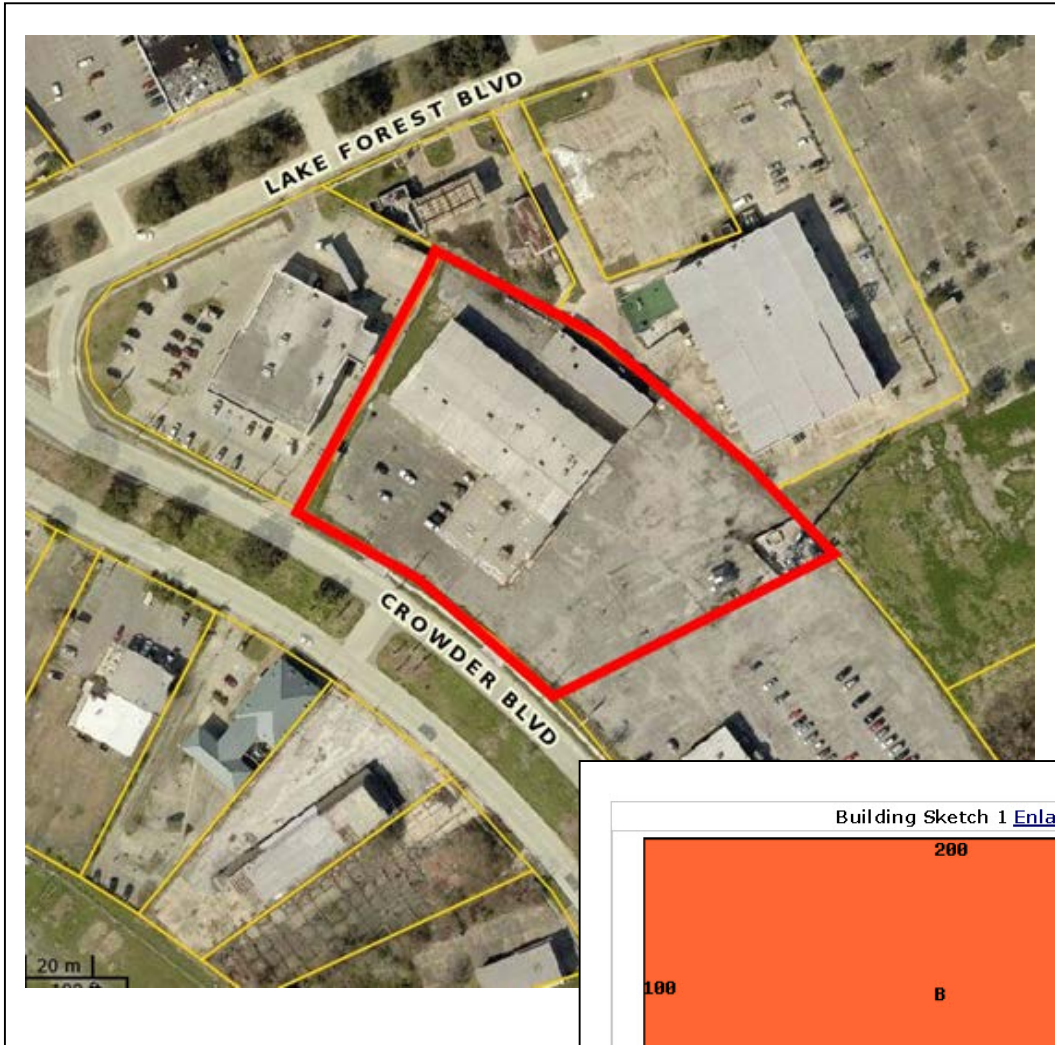 LAKE FOREST BLVD
CROWDER BLVD
20 m
Building Sketch 1 Enla
200
100
B